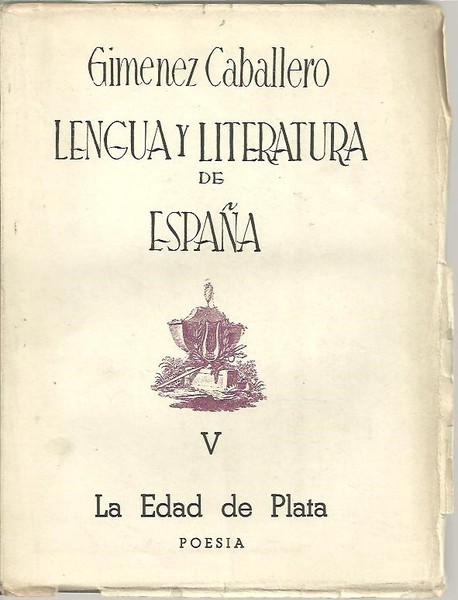 Gimenez Caballero
LENGUA Y LITERATURA
DE
ESPAÑA
V
La Edad de Plata
POESIA